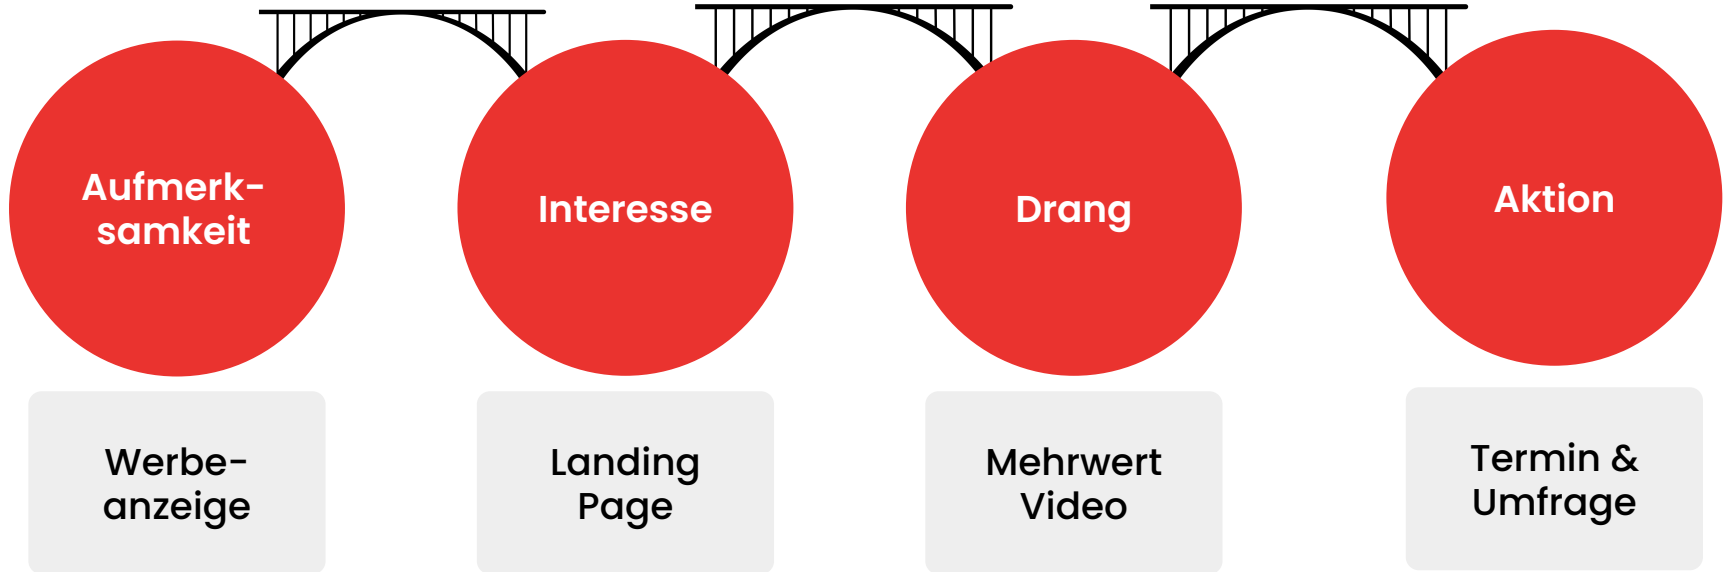 Aufmerk-
samkeit
Interesse
Drang
Aktion
Werbe-
anzeige
Landing
Page
Mehrwert
Video
Termin &
Umfrage